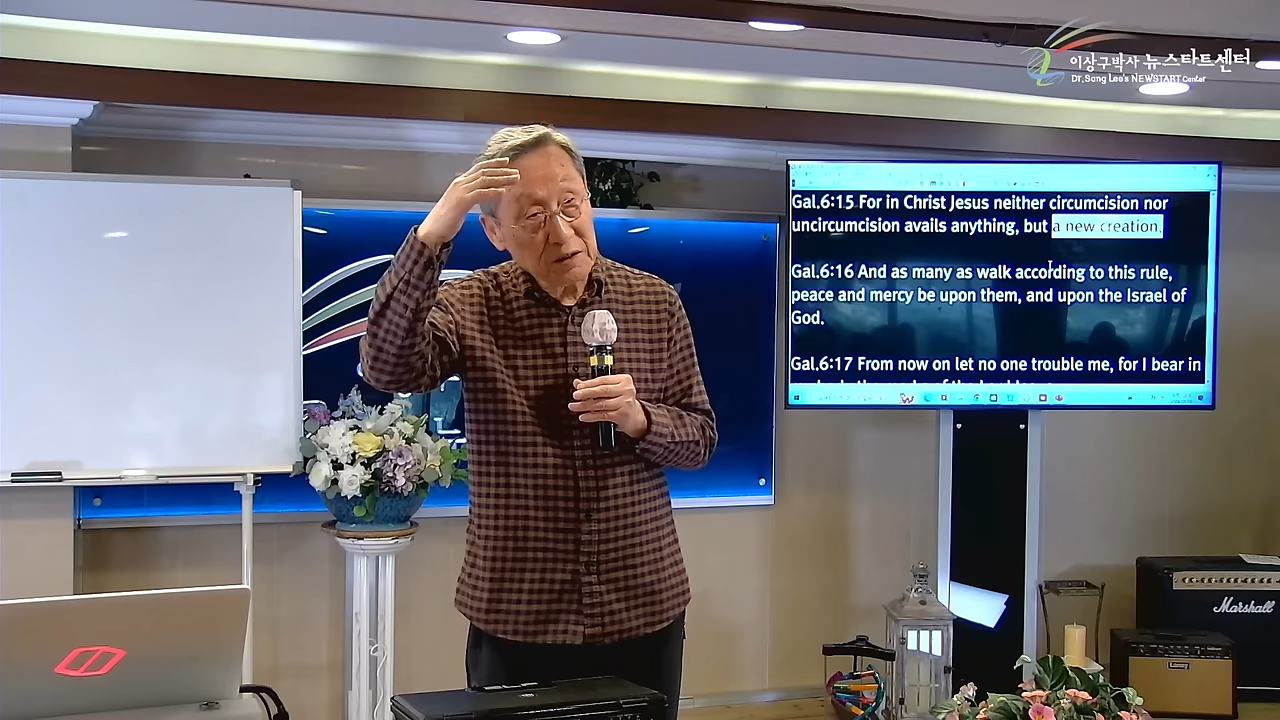 이상구박사 뉴스타트센터
Dr.Sang Lee's NEWSTART Center
Gal.6:15 For in Christ Jesus neither circumcision nor
uncircumcision avails anything, but a new creation.
Gal.6:16 And as many as walk according to this rule,
peace and mercy be upon them, and upon the Israel of
God.
Gal.6:17 From now on let no one trouble me, for I bear in
Marshall
Laney